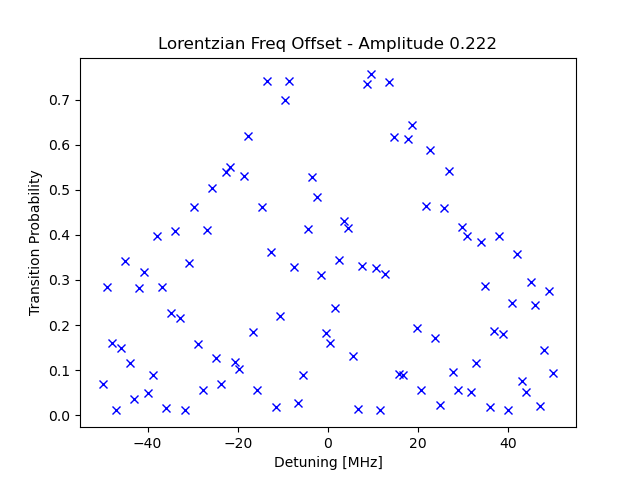 Lorentzian Freq Offset - Amplitude 0.222
Transition Probability
0.7
0.6
0.5
0.4
0.3
0.2
0.1
0.0
−40 −20 0 20 40
Detuning [MHz]